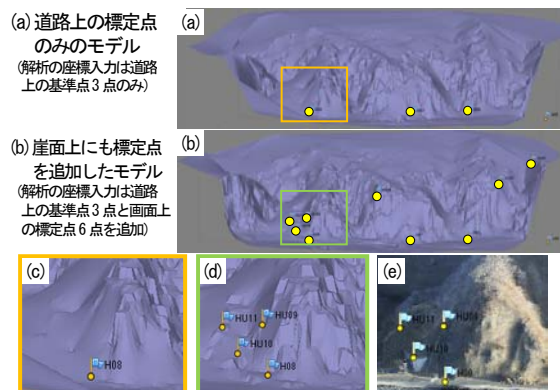 (a) 道路上の標定点
のみのモデル
(解析の座標入力は道路
上の基準点3点のみ)
(a)
(b) 崖面上にも標定点
を追加したモデル
(解析の座標入力は道路
上の基準点3点と画面上
の標定点6点を追加)
(b)
(c)
H08
(d)
HU11
HU09
HU10
H08
(e)
HU11
HU10